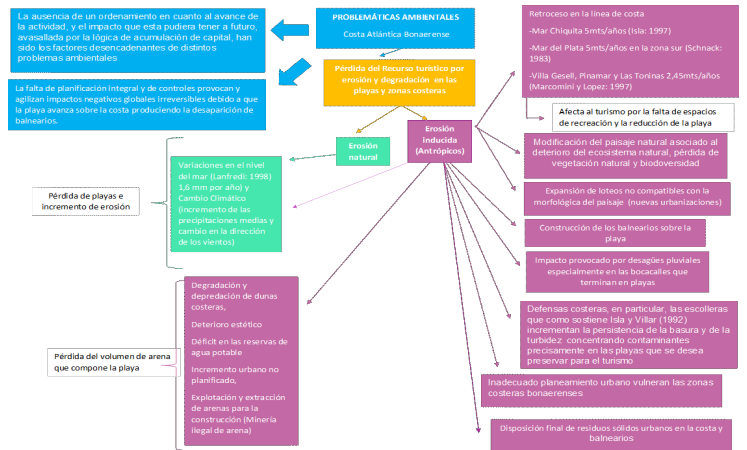 La ausencia de un ordenamiento en cuanto al avance de
la actividad, y el impacto que esta pudiera tener a futuro,
avasallada por la lógica de acumulación de capital, han
sido los factores desencadenantes de distintos
problemas ambientales
PROBLEMÁTICAS AMBIENTALES
Costa Atlántica Bonaerense
La falta de planificación integral y de controles provocan y
agilizan impactos negativos globales irreversibles debido a que
la playa avanza sobre la costa produciendo la desaparición de
balnearios.
Pérdida del Recurso turístico por
erosión y degradación en las
playas y zonas costeras
Retroceso en la línea de costa
-Mar Chiquita 5mts/años (Isla: 1997)
-Mar del Plata 5mts/años en la zona sur (Schnack:
1983)
-Villa Gesell, Pinamar y Las Toninas 2,45mts/años
(Marcomini y Lopez: 1997)
Afecta al turismo por la falta de espacios
de recreación y la reducción de la playa
Erosión
natural
Erosión
inducida
(Antrópicos)
Modificación del paisaje natural asociado al
deterioro del ecosistema natural, pérdida de
vegetación natural y biodiversidad
Pérdida de playas e
incremento de erosión
Variaciones en el nivel
del mar (Lanfredi: 1998)
1,6 mm por año) y
Cambio Climático
(incremento de las
precipitaciones medias y
cambio en la dirección
de los vientos)
Expansión de loteos no compatibles con la
morfológica del paisaje (nuevas urbanizaciones)
Construcción de los balnearios sobre la
playa
Impacto provocado por desagües pluviales
especialmente en las bocacalles que
terminan en playas
Pérdida del volumen de arena
que compone la playa
Degradación y
depredación de dunas
costeras,
Deterioro estético
Déficit en las reservas de
agua potable
Incremento urbano no
planificado,
Explotación y extracción
de arenas para la
construcción (Minería
ilegal de arena)
Defensas costeras, en particular, las escolleras
que como sostiene Isla y Villar (1992)
incrementan la persistencia de la basura y de la
turbidez concentrando contaminantes
precisamente en las playas que se desea
preservar para el turismo
Inadecuado planeamiento urbano vulneran las zonas
costeras bonaerenses
Disposición final de residuos sólidos urbanos en la costa y
balnearios